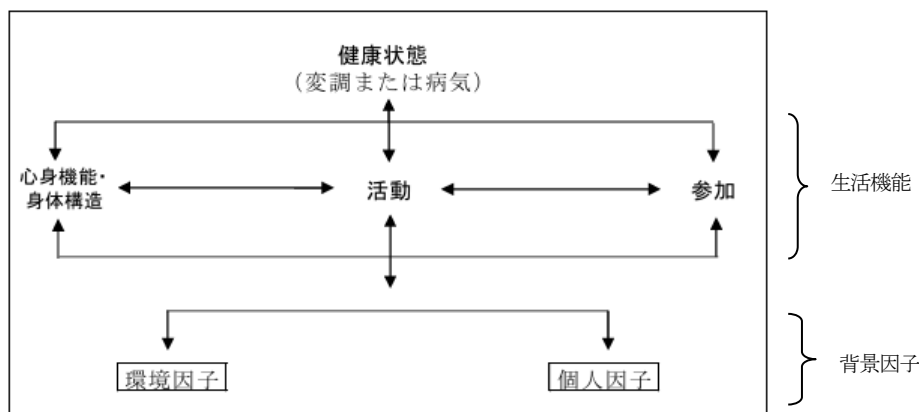 健康状態
（変調または病気）
心身機能・
身体構造
活動
参加
生活機能
環境因子
個人因子
背景因子